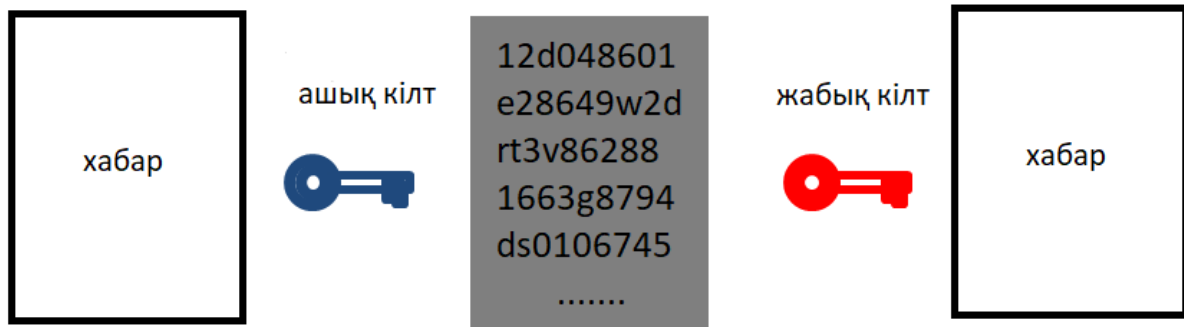 хабар
ашық кілт
12d048601
e28649w2d
rt3v86288
1663g8794
ds0106745
.......
жабық кілт
хабар